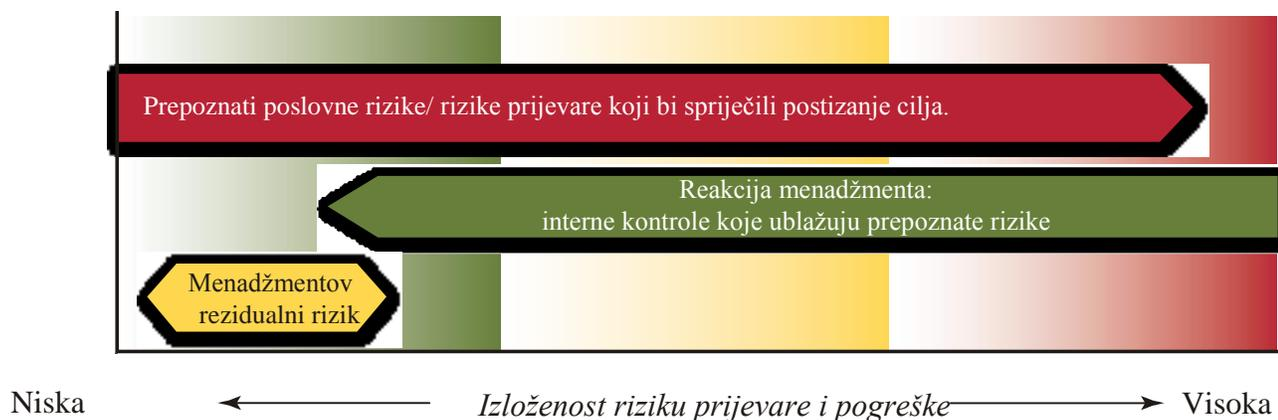 Prepoznati poslovne rizike/ rizike prijevare koji bi spriječili postizanje cilja.
Reakcija menadžmenta:
interne kontrole koje ublažuju prepoznate rizike
Menadžmentov
rezidualni rizik
Niska Izloženost riziku prijevare i pogreške Visoka